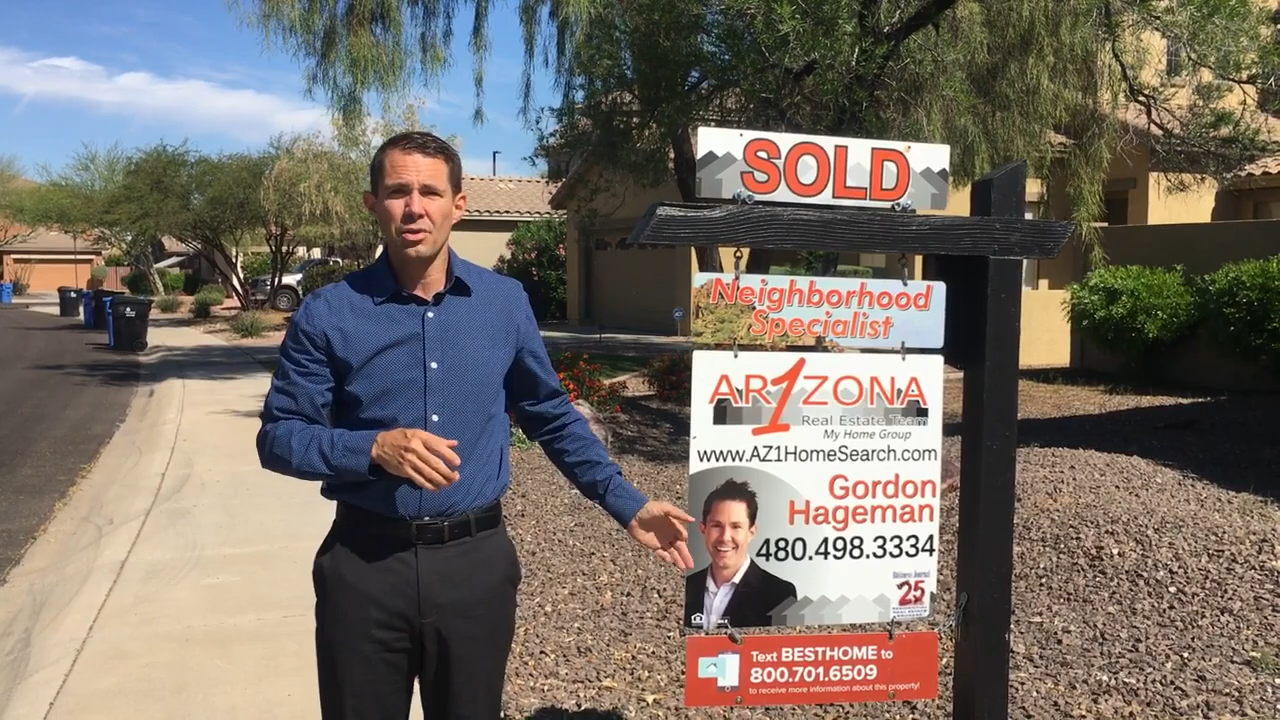 SOLD
Neighborhood
Specialist
AR1ZONA
Real Estate Team
My Home Group
www.AZ1HomeSearch.com
Gordon
Hageman
480.498.3334
25
Text BESTHOME to
800.701.6509
to receive more information about this property!